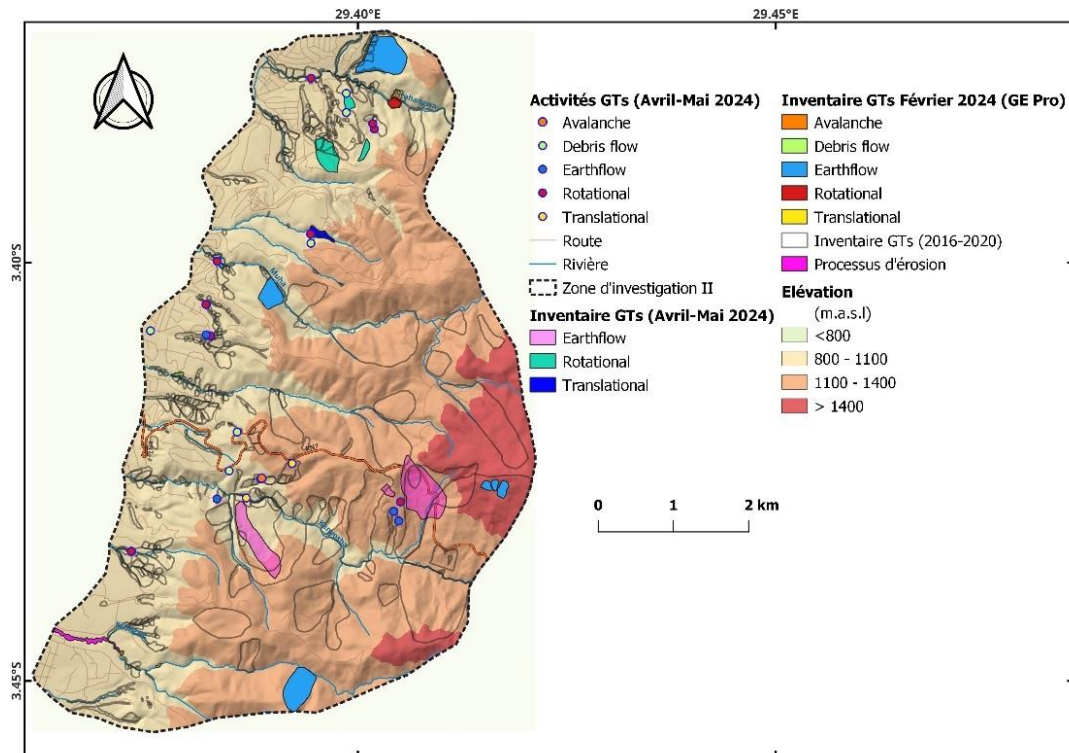 29.40°E
29.45°E
3.40°S
3.45°S
Muha
Activités GTs (Avril-Mai 2024)
Avalanche
Debris flow
Earthflow
Rotational
Translational
Route
Rivière
Zone d'investigation II
Inventaire GTs (Avril-Mai 2024)
Earthflow
Rotational
Translational
Inventaire GTs Février 2024 (GE Pro)
Avalanche
Debris flow
Earthflow
Rotational
Translational
Inventaire GTs (2016-2020)
Processus d'érosion
Elévation
(m.a.s.l)
<800
800 - 1100
1100 - 1400
> 1400
0 1 2 km